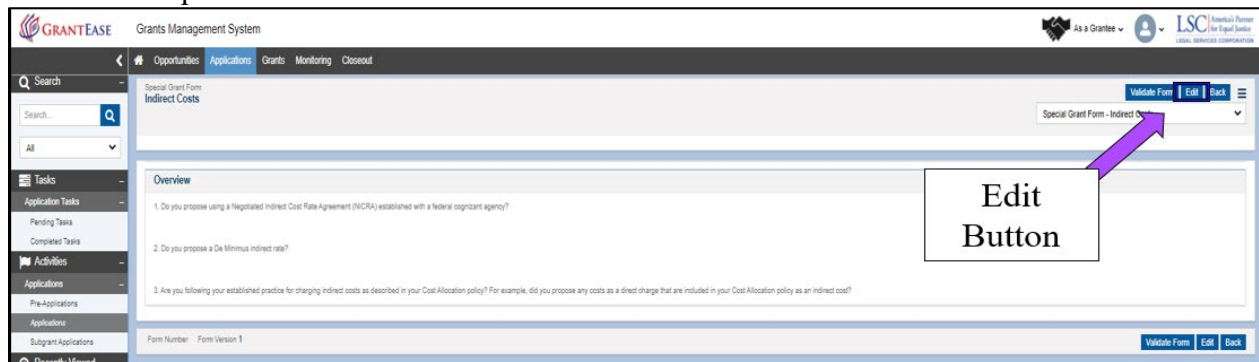 GRANTEASE
Grants Management System
As a Grantee
LSC America's Partner
for Equal Justice
LEGAL SERVICES CORPORATION
Opportunities Applications Grants Monitoring Closeout
Search
Special Grant Form
Indirect Costs
Validate Form Edit Back
Search...
Special Grant Form - Indirect
All
Tasks
Overview
Application Tasks
1. Do you propose using a Negotiated Indirect Cost Rate Agreement (NICRA) established with a federal cognizant agency?
Pending Tasks
Completed Tasks
2. Do you propose a De Minimus indirect rate?
Edit
Button
Activities
Applications
3. Are you following your established practice for charging indirect costs as described in your Cost Allocation policy? For example, did you propose any costs as a direct charge that are included in your Cost Allocation policy as an indirect cost?
Pre-Applications
Applications
Subgrant Applications
Form Number Form Version 1
Validate Form Edit Back
Recently Viewed